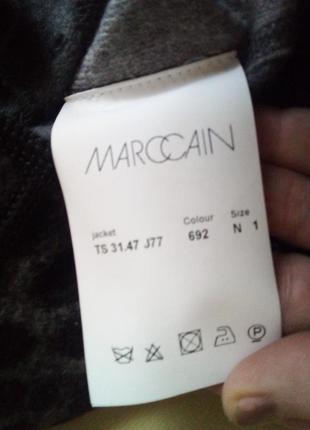 MARCCAIN
jacket Colour Size
TS 31.47 J77 692 N 1
P